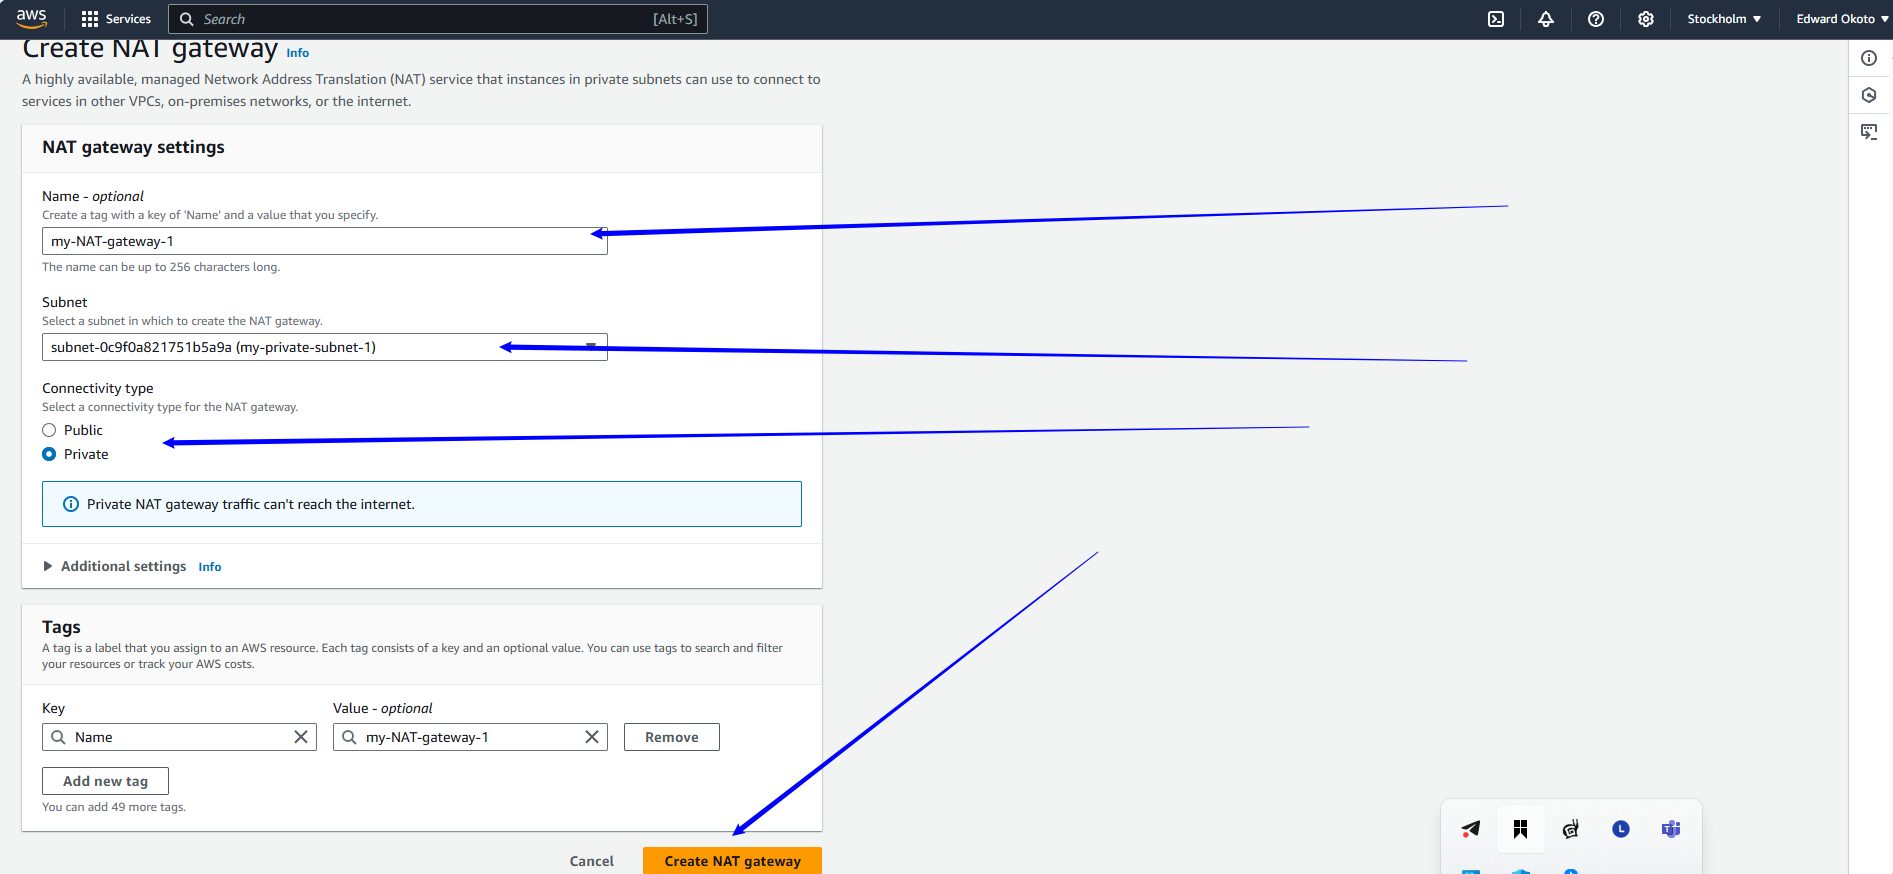 aws
Services
Search
[Alt+S]
Stockholm
Edward Okoto
Create NAT gateway Info
A highly available, managed Network Address Translation (NAT) service that instances in private subnets can use to connect to
services in other VPCs, on-premises networks, or the internet.
NAT gateway settings
Name - optional
Create a tag with a key of 'Name' and a value that you specify.
my-NAT-gateway-1
The name can be up to 256 characters long.
Subnet
Select a subnet in which to create the NAT gateway.
subnet-0c9f0a821751b5a9a (my-private-subnet-1)
Connectivity type
Select a connectivity type for the NAT gateway.
Public
Private
Private NAT gateway traffic can't reach the internet.
Additional settings Info
Tags
A tag is a label that you assign to an AWS resource. Each tag consists of a key and an optional value. You can use tags to search and filter
your resources or track your AWS costs.
Key
Value - optional
Name
my-NAT-gateway-1
Remove
Add new tag
You can add 49 more tags.
Cancel
Create NAT gateway
L